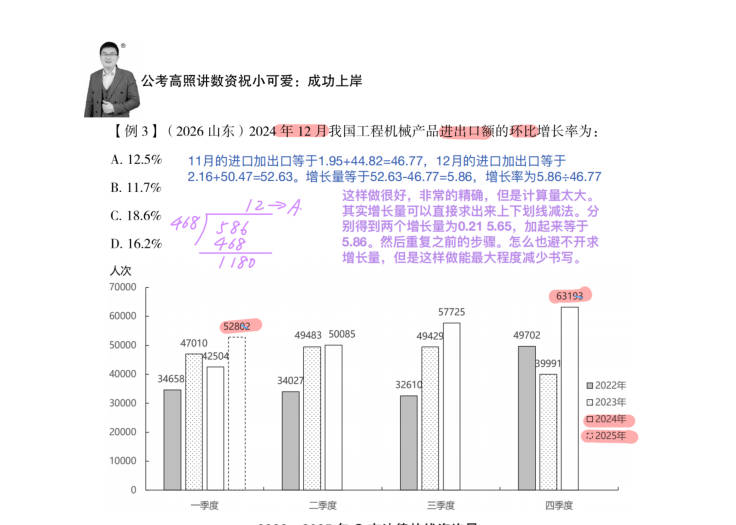 ®
公考高照讲数资祝小可爱：成功上岸
【例 3】（2026 山东）2024 年 12 月我国工程机械产品进出口额的环比增长率为：
A. 12.5%
11月的进口加出口等于1.95+44.82=46.77，12月的进口加出口等于
2.16+50.47=52.63。增长量等于52.63-46.77=5.86，增长率为5.86÷46.77
B. 11.7%
C. 18.6%
D. 16.2%
这样做很好，非常的精确，但是计算量太大。
其实增长量可以直接求出来上下划线减法。分
别得到两个增长量为0.21 5.65，加起来等于
5.86。然后重复之前的步骤。怎么也避不开求
增长量，但是这样做能最大程度减少书写。
12→A
468 586
468
1180
人次
70000
60000
50000
40000
30000
20000
10000
0
34658 47010 42504 52802
34027 49483 50085
32610 49429 57725
49702 39991 63193
2022年
2023年
2024年
2025年
一季度 二季度 三季度 四季度